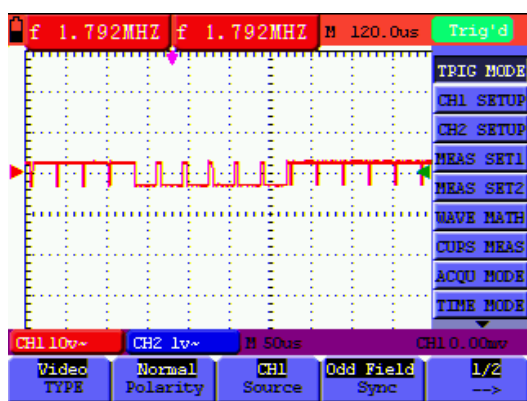 f 1.792MHZ f 1.792MHZ M 120.0us Trig'd
TRIG MODE
CH1 SETUP
CH2 SETUP
MEAS SET1
MEAS SET2
WAVE MATH
CURS MEAS
ACQU MODE
TIME MODE
CH1 10v~ CH2 1v~ M 50us CH1 0.00mv
Video Normal CH1 Odd Field 1/2
TYPE Polarity Source Sync -->